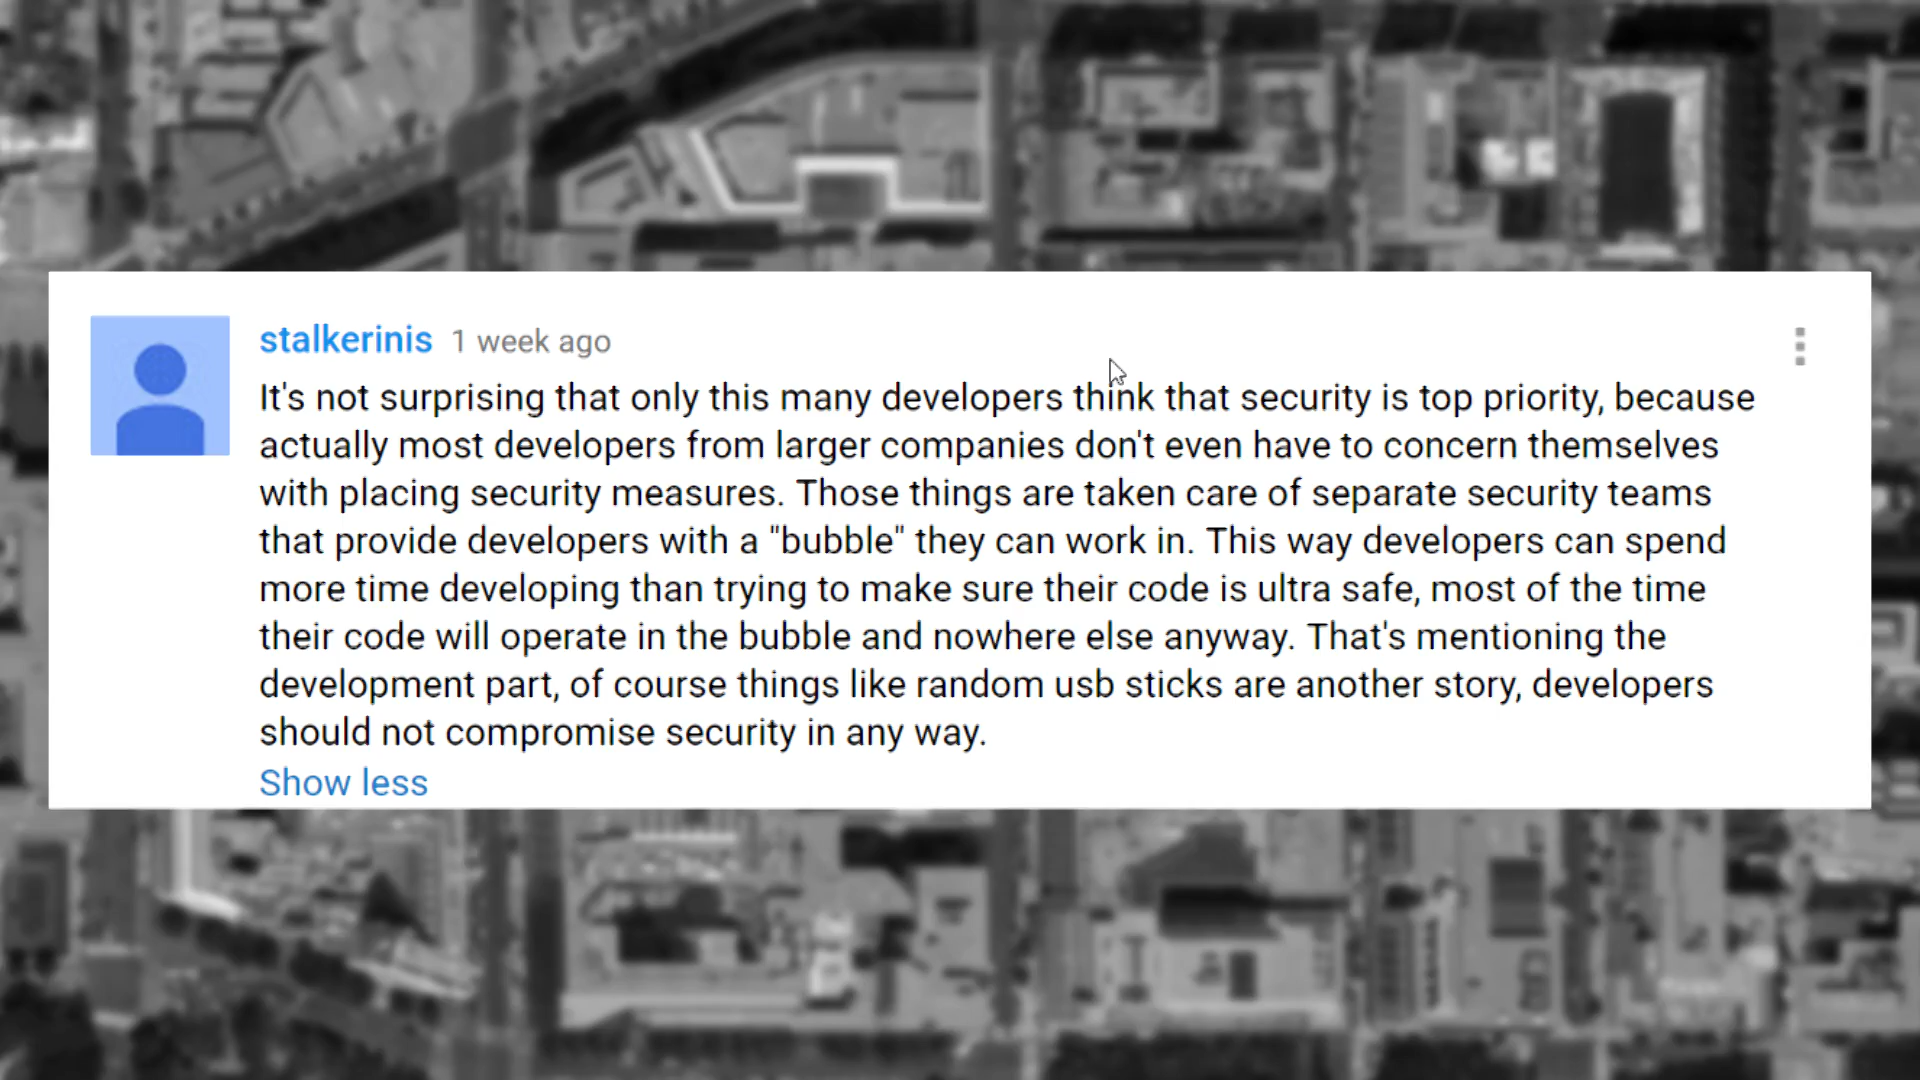 stalkerinis 1 week ago
It's not surprising that only this many developers think that security is top priority, because
actually most developers from larger companies don't even have to concern themselves
with placing security measures. Those things are taken care of separate security teams
that provide developers with a "bubble" they can work in. This way developers can spend
more time developing than trying to make sure their code is ultra safe, most of the time
their code will operate in the bubble and nowhere else anyway. That's mentioning the
development part, of course things like random usb sticks are another story, developers
should not compromise security in any way.
Show less